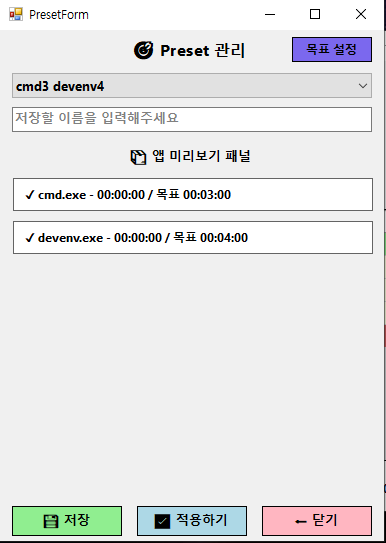 PresetForm
Preset 관리
목표 설정
cmd3 devenv4
저장할 이름을 입력해주세요
앱 미리보기 패널
✔ cmd.exe - 00:00:00 / 목표 00:03:00
✔ devenv.exe - 00:00:00 / 목표 00:04:00
저장
적용하기
← 닫기